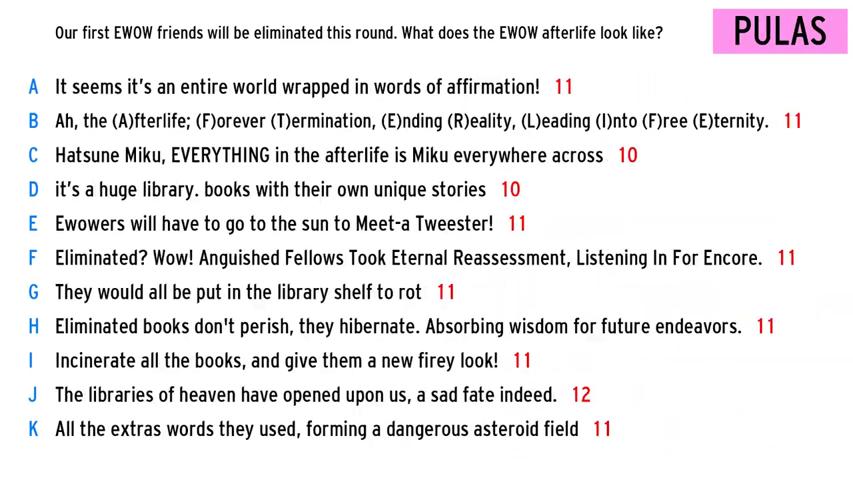 Our first EWOW friends will be eliminated this round. What does the EWOW afterlife look like?
PULAS
A It seems it's an entire world wrapped in words of affirmation! 11
B Ah, the (A)fterlife; (F)orever (T)ermination, (E)nding (R)eality, (L)eading (I)nto (F)ree (E)ternity. 11
C Hatsune Miku, EVERYTHING in the afterlife is Miku everywhere across 10
D it's a huge library. books with their own unique stories 10
E Ewowers will have to go to the sun to Meet-a Tweester! 11
F Eliminated? Wow! Anguished Fellows Took Eternal Reassessment, Listening In For Encore. 11
G They would all be put in the library shelf to rot 11
H Eliminated books don't perish, they hibernate. Absorbing wisdom for future endeavors. 11
I Incinerate all the books, and give them a new firey look! 11
J The libraries of heaven have opened upon us, a sad fate indeed. 12
K All the extras words they used, forming a dangerous asteroid field 11